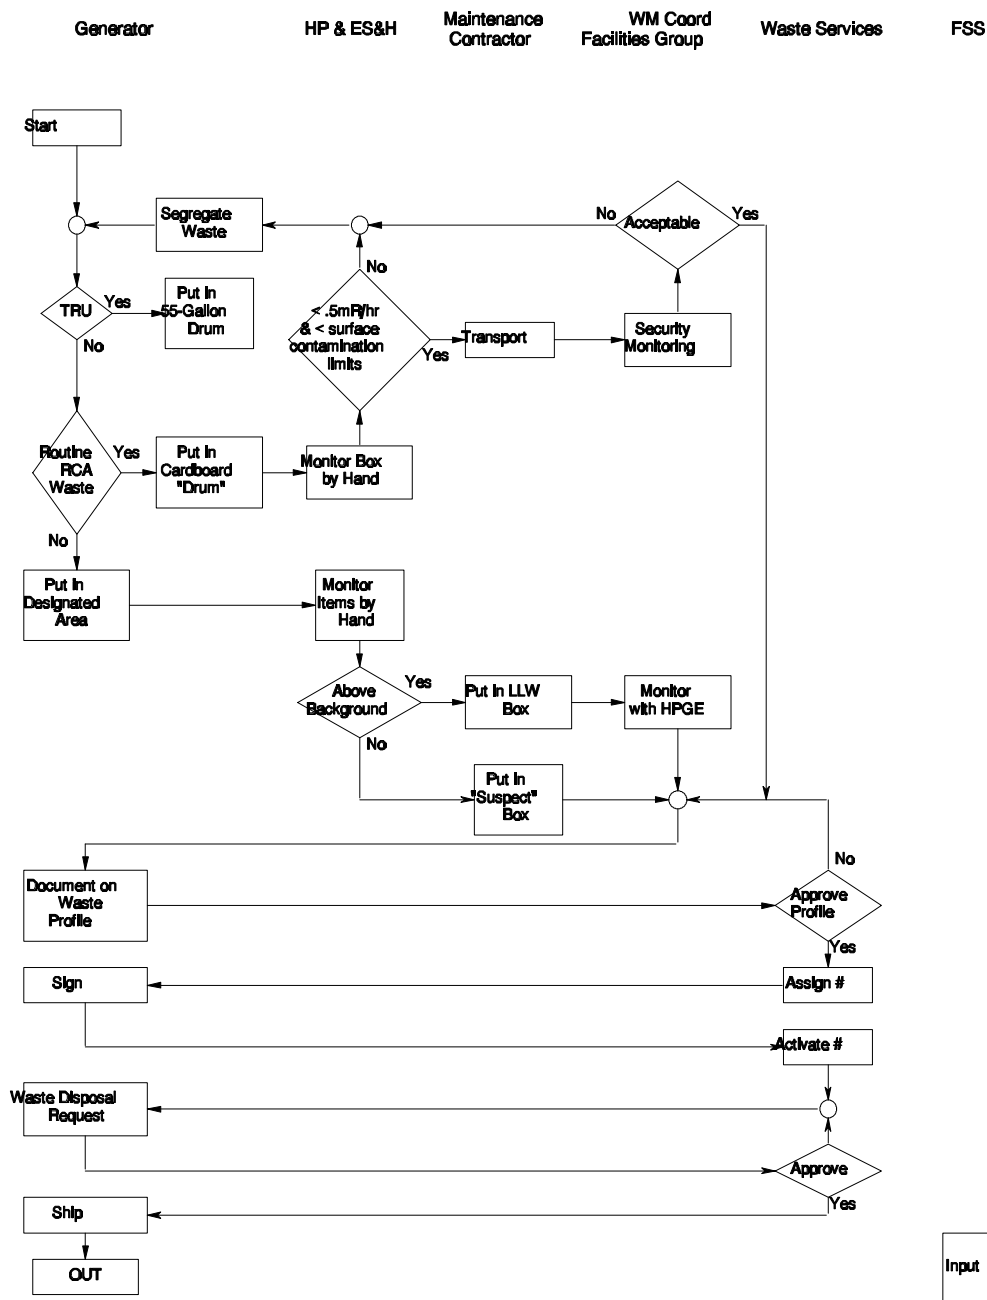 Generator
HP & ES&H
Maintenance
Contractor
WM Coord
Facilities Group
Waste Services
FSS
Start
Segregate
Waste
No
Acceptable
Yes
TRU
Yes
No
Put In
55-Gallon
Drum
No
< .5mR/hr
& < surface
contamination
limits
Yes
Transport
Security
Monitoring
Routine
RCA
Waste
Yes
No
Put In
Cardboard
"Drum"
Monitor Box
by Hand
Put In
Designated
Area
Monitor
Items by
Hand
Above
Background
Yes
No
Put In LLW
Box
Monitor
with HPGE
Put In
"Suspect"
Box
No
Document on
Waste
Profile
Approve
Profile
Yes
Sign
Assign #
Activate #
Waste Disposal
Request
Approve
Yes
Ship
OUT
Input